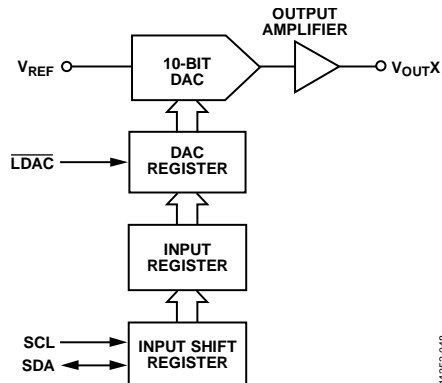 OUTPUT
AMPLIFIER
VREF
10-BIT
DAC
VOUTX
LDAC
DAC
REGISTER
INPUT
REGISTER
SCL
SDA
INPUT SHIFT
REGISTER